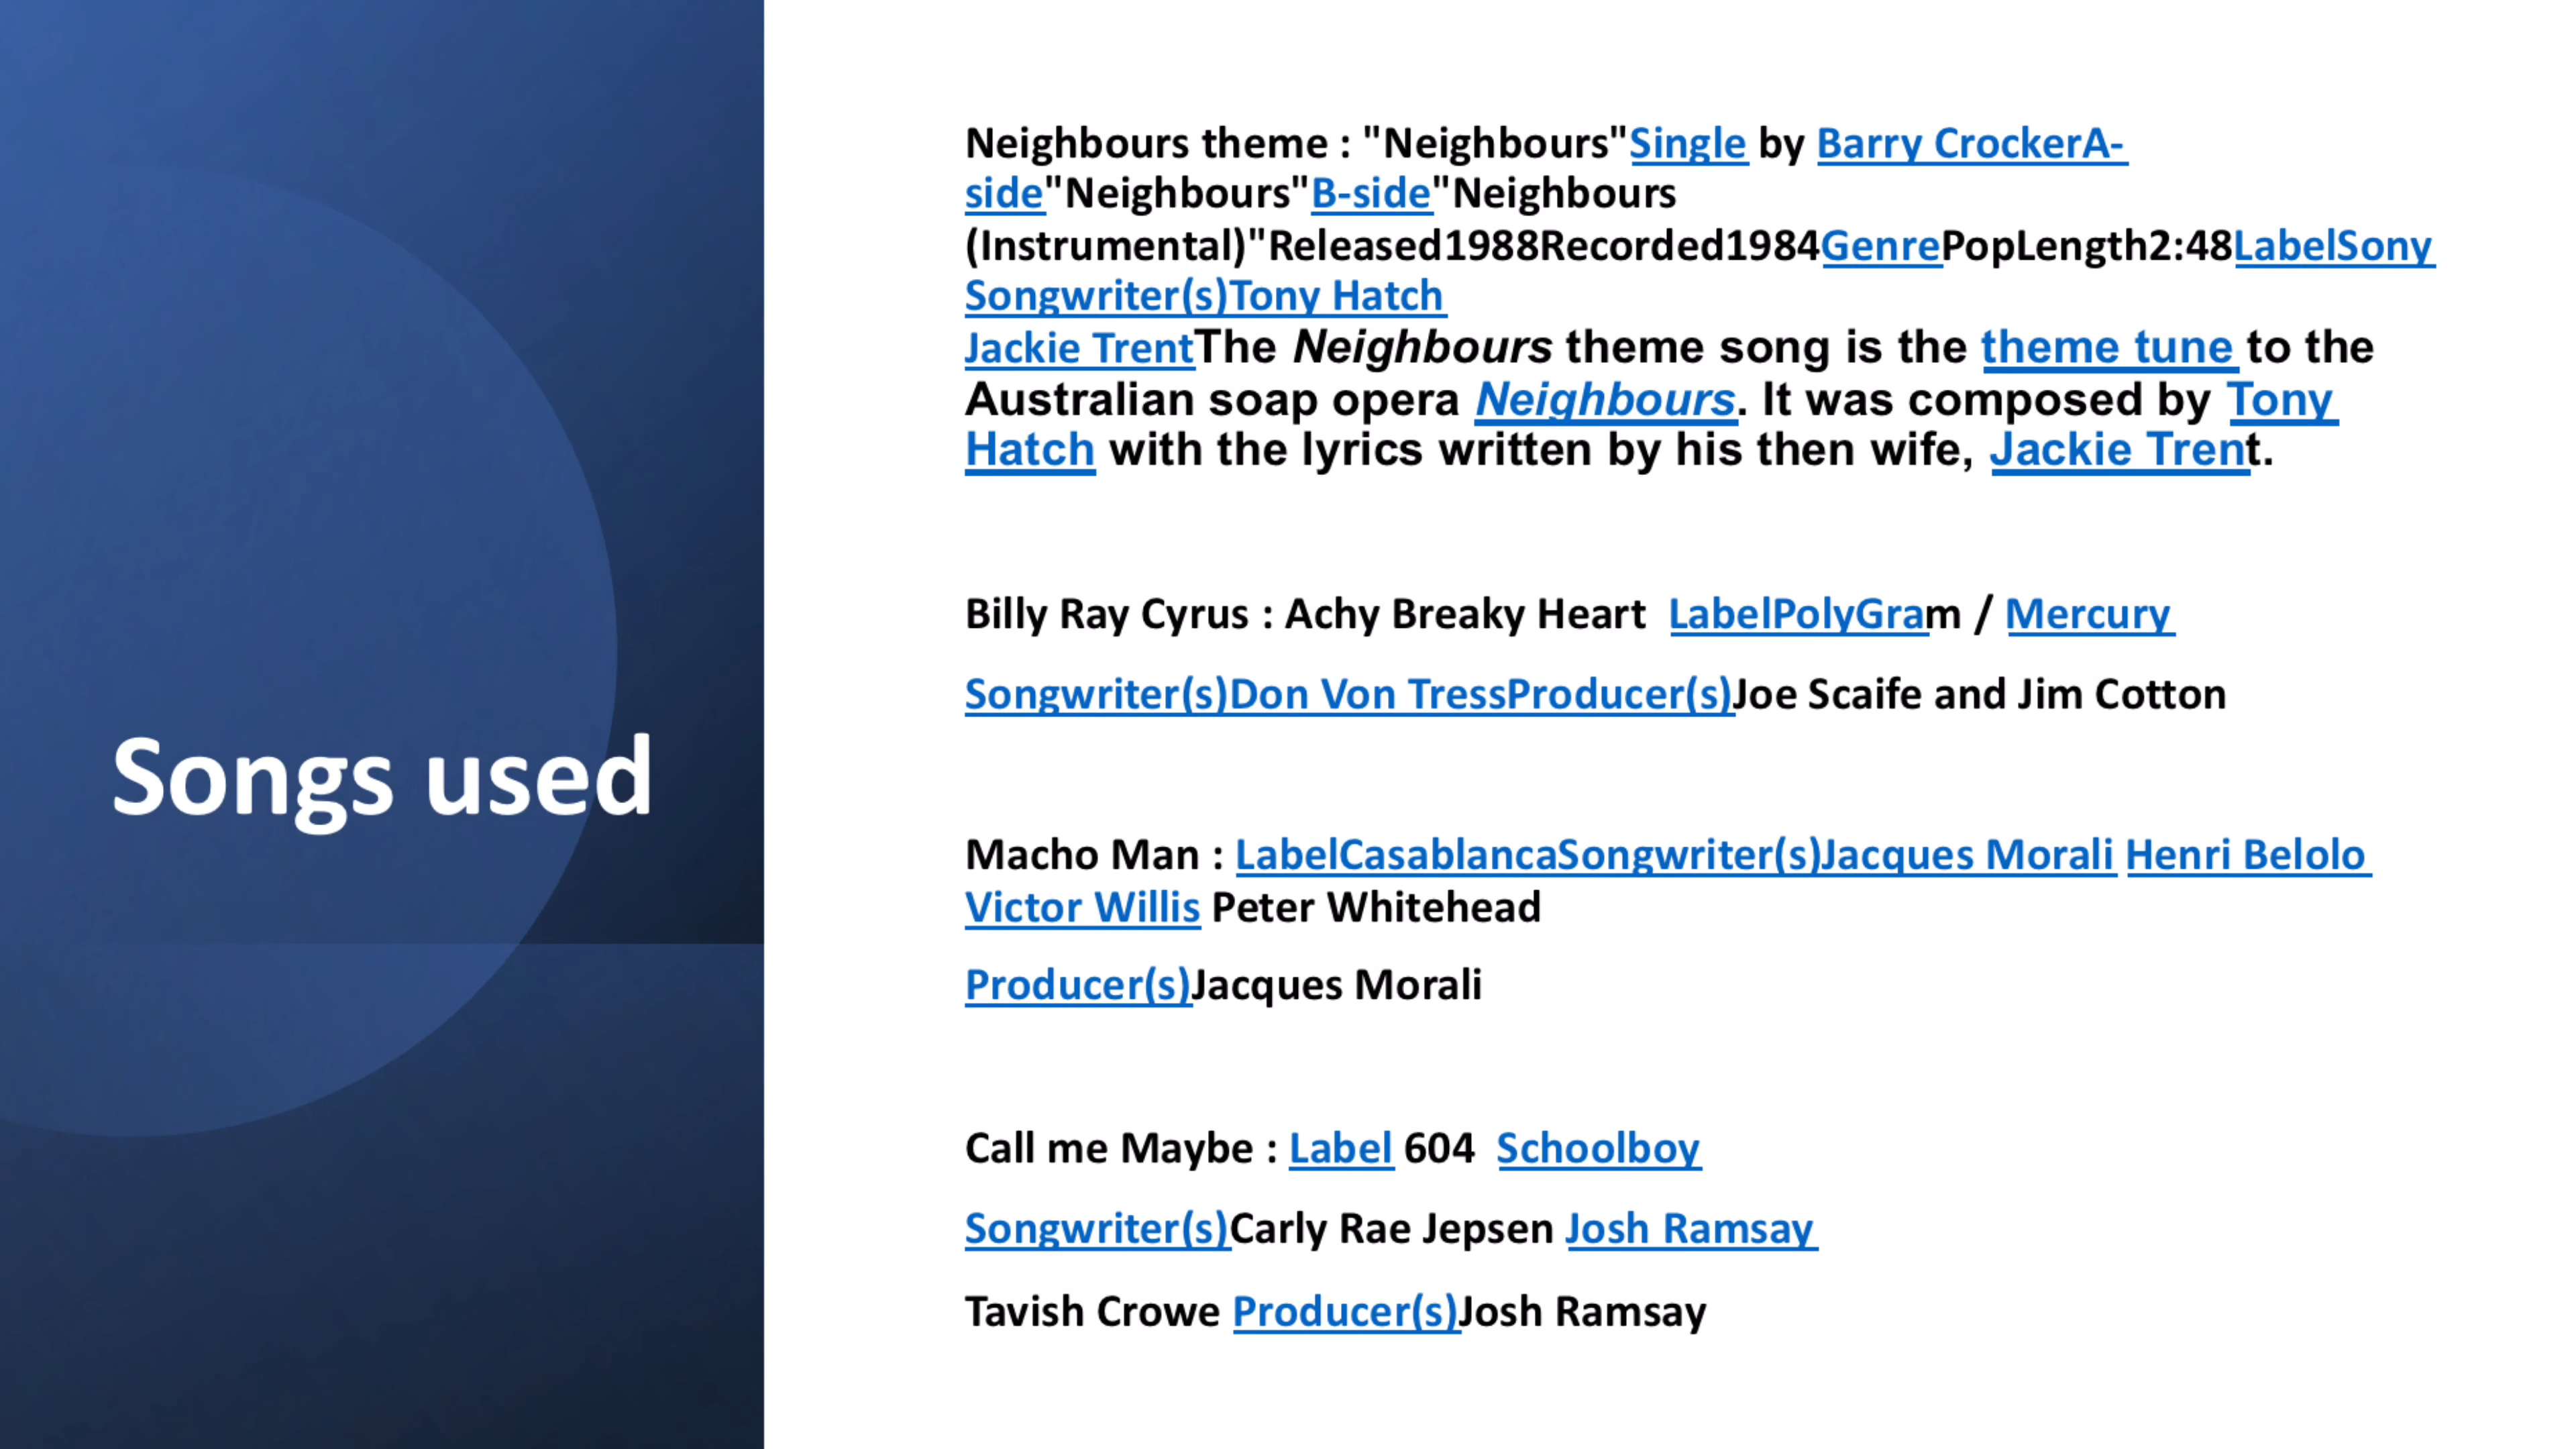 Songs used
Neighbours theme : "Neighbours"Single by Barry CrockerA-
side"Neighbours"B-side"Neighbours
(Instrumental)"Released1988Recorded1984GenrePopLength2:48LabelSony
Songwriter(s)Tony Hatch
Jackie TrentThe Neighbours theme song is the theme tune to the
Australian soap opera Neighbours. It was composed by Tony
Hatch with the lyrics written by his then wife, Jackie Trent.
Billy Ray Cyrus : Achy Breaky Heart LabelPolyGram / Mercury
Songwriter(s)Don Von TressProducer(s)Joe Scaife and Jim Cotton
Macho Man : LabelCasablancaSongwriter(s)Jacques Morali Henri Belolo
Victor Willis Peter Whitehead
Producer(s)Jacques Morali
Call me Maybe : Label 604 Schoolboy
Songwriter(s)Carly Rae Jepsen Josh Ramsay
Tavish Crowe Producer(s)Josh Ramsay